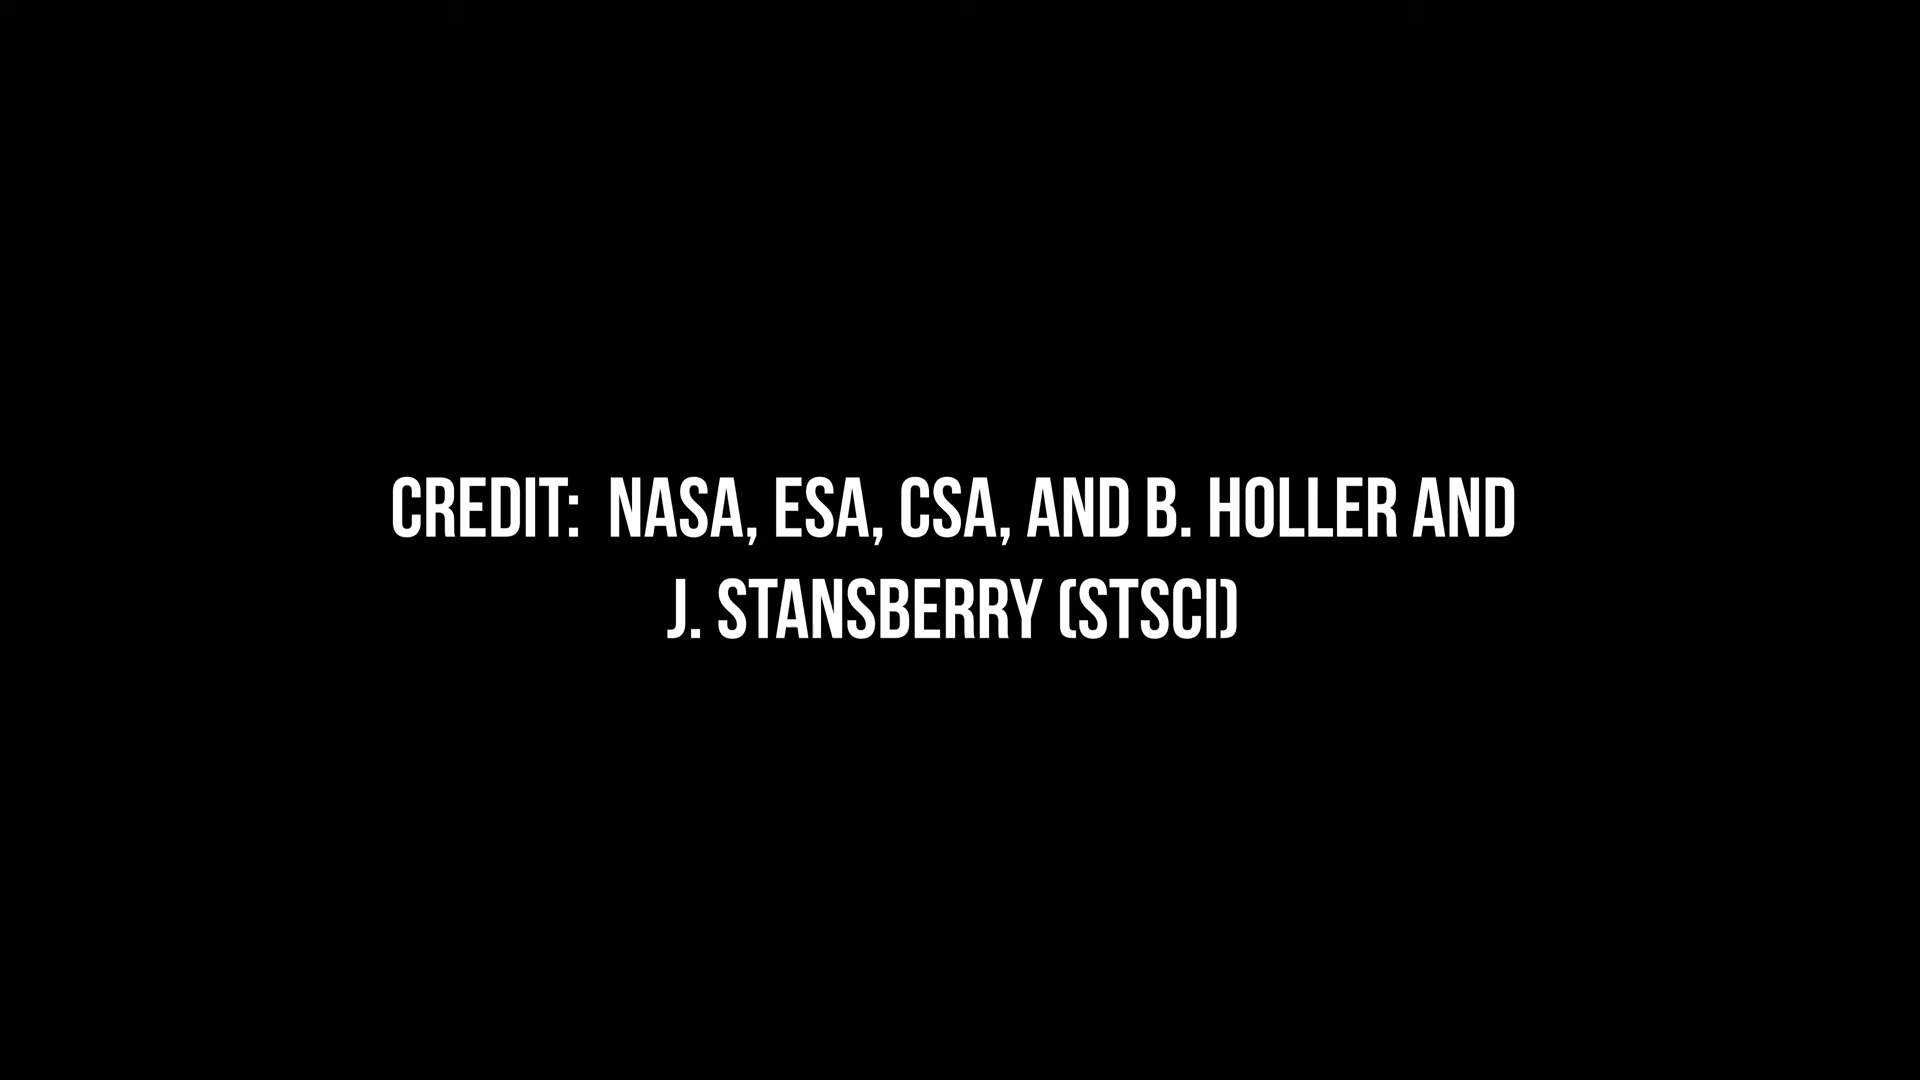 CREDIT:  NASA, ESA, CSA, AND B. HOLLER AND
J. STANSBERRY (STSCI)